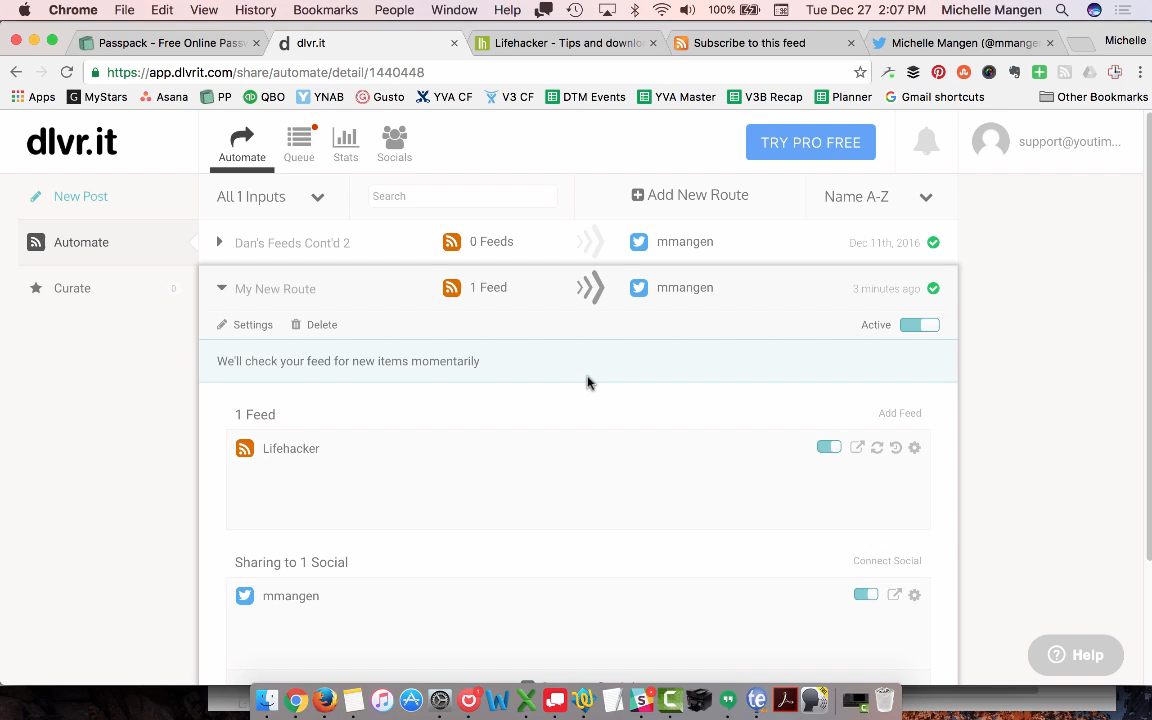 Chrome File Edit View History Bookmarks People Window Help 100% Tue Dec 27 2:07 PM Michelle Mangen
Passpack - Free Online Passw
dlvr.it
Lifehacker - Tips and downlo
Subscribe to this feed
Michelle Mangen (@mmanger
Michelle
https://app.dlvrit.com/share/automate/detail/1440448
Apps MyStars Asana PP QBO YNAB Gusto YVA CF V3 CF DTM Events YVA Master V3B Recap Planner Gmail shortcuts Other Bookmarks
dlvr.it
Automate Queue Stats Socials
TRY PRO FREE
support@youtim...
New Post
All 1 Inputs
Search
Add New Route
Name A-Z
Automate
Dan's Feeds Cont'd 2 0 Feeds mmangen Dec 11th, 2016
Curate 0
My New Route 1 Feed mmangen 3 minutes ago
Settings Delete Active
We'll check your feed for new items momentarily
1 Feed Add Feed
Lifehacker
Sharing to 1 Social Connect Social
mmangen
Help